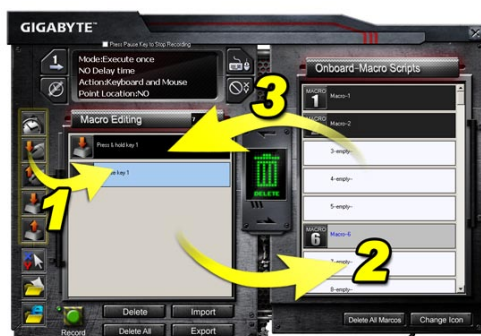 GIGABYTE™
Press Pause Key to Stop Recording
1
Mode:Execute once
NO Delay time
Action:Keyboard and Mouse
Point Location:NO
Macro Editing
Press & hold key 1
key 1
1
2
3
DELETE
Record
Delete
Import
Delete All
Export
Onboard-Macro Scripts
MACRO
1
Macro-1
MACRO
2
Macro-2
3-empty-
4-empty-
5-empty-
MACRO
6
Macro-6
7-empty-
8-empty-
Delete All Marcos
Change Icon